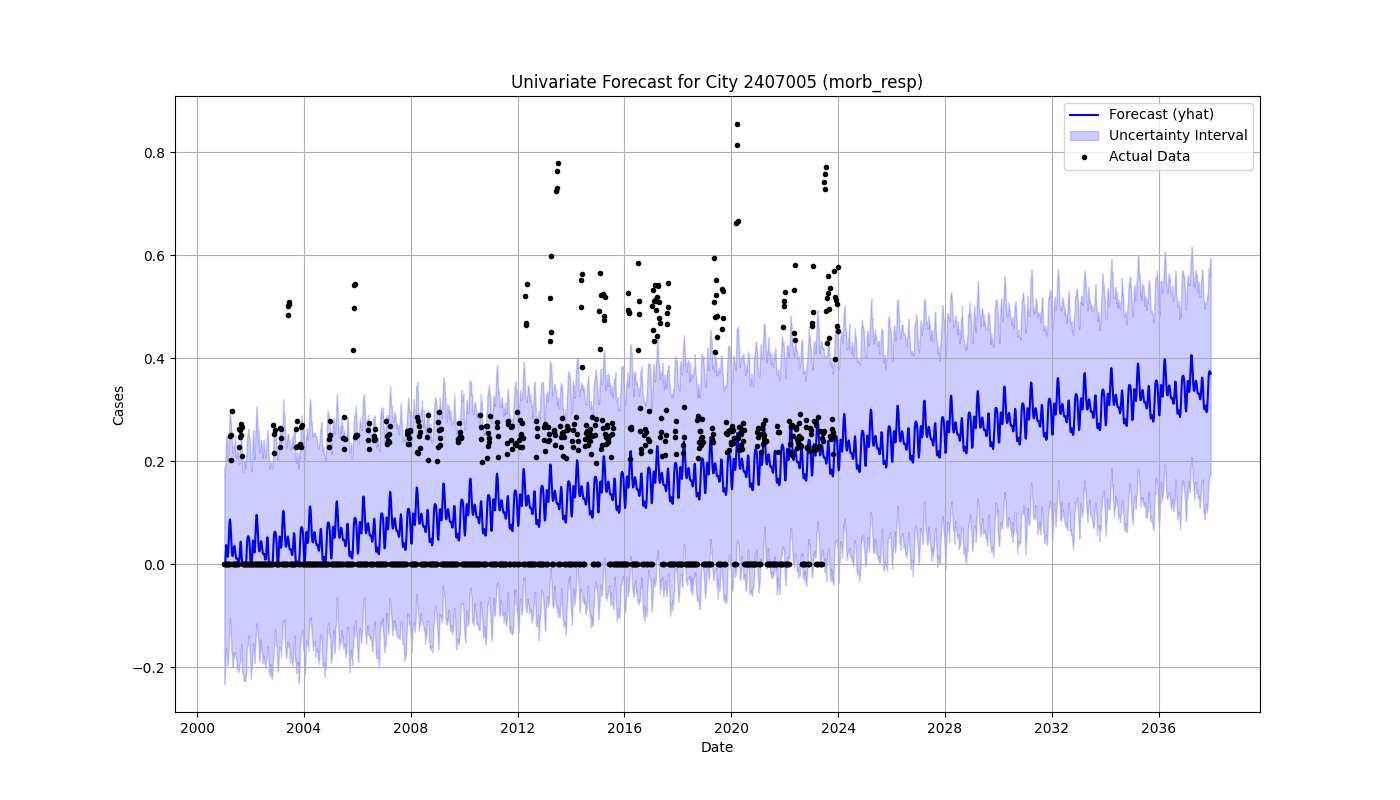 Univariate Forecast for City 2407005 (morb_resp)
Forecast (yhat)
Uncertainty Interval
Actual Data
0.8
0.6
0.4
0.2
0.0
−0.2
Cases
2000 2004 2008 2012 2016 2020 2024 2028 2032 2036
Date